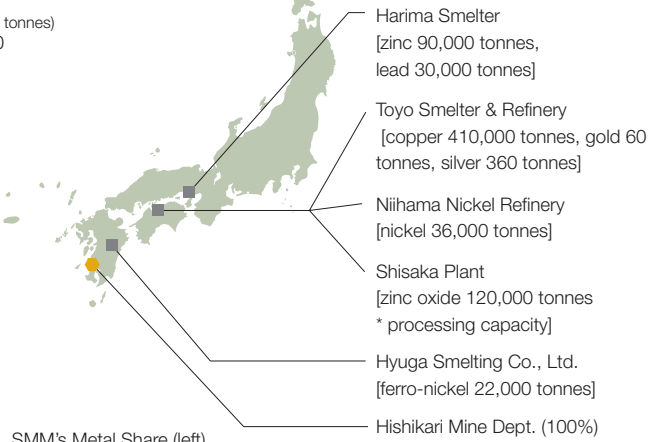 tonnes)
Harima Smelter
[zinc 90,000 tonnes,
lead 30,000 tonnes]
Toyo Smelter & Refinery
[copper 410,000 tonnes, gold 60
tonnes, silver 360 tonnes]
Niihama Nickel Refinery
[nickel 36,000 tonnes]
Shisaka Plant
[zinc oxide 120,000 tonnes
* processing capacity]
Hyuga Smelting Co., Ltd.
[ferro-nickel 22,000 tonnes]
Hishikari Mine Dept. (100%)
SMM's Metal Share (left)